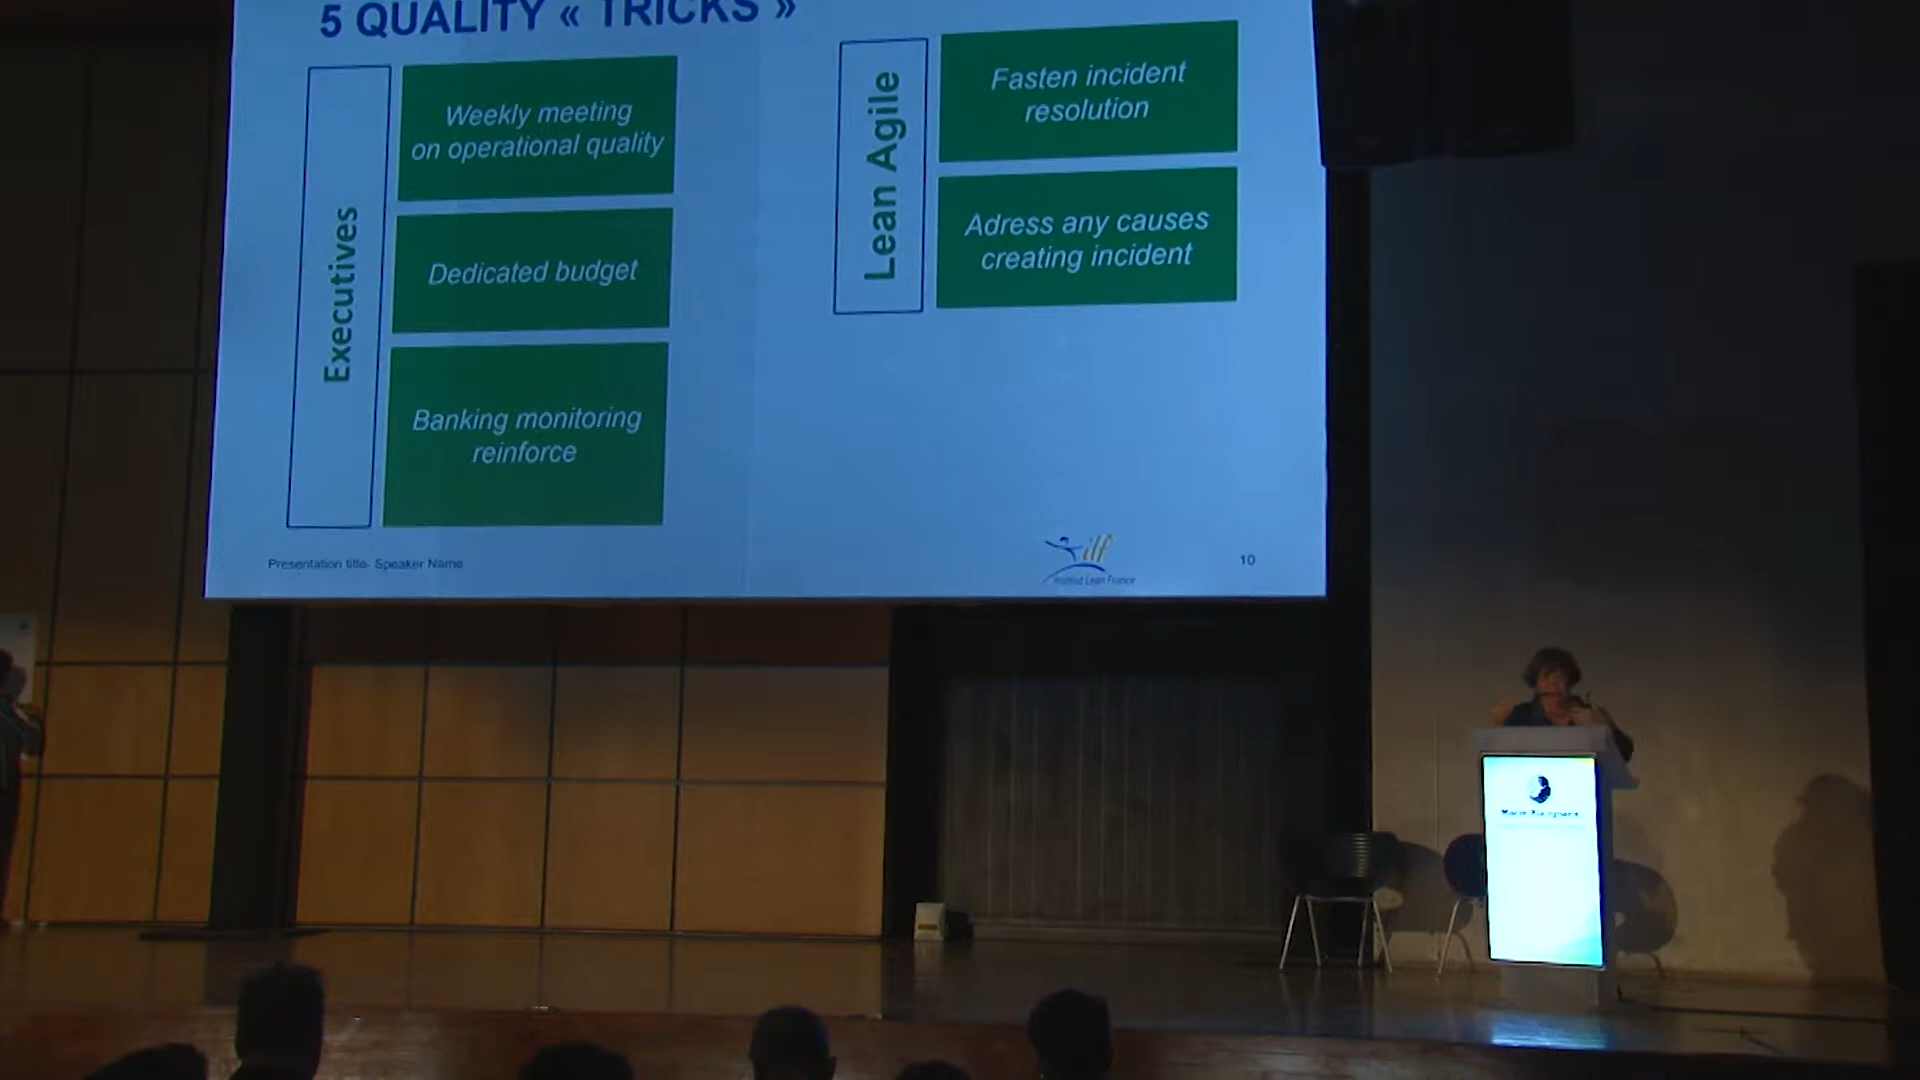 5 QUALITY « TRICKS »
Executives
Weekly meeting
on operational quality
Dedicated budget
Banking monitoring
reinforce
Lean Agile
Fasten incident
resolution
Adress any causes
creating incident
Presentation title- Speaker Name
ilf
Institut Lean France
10